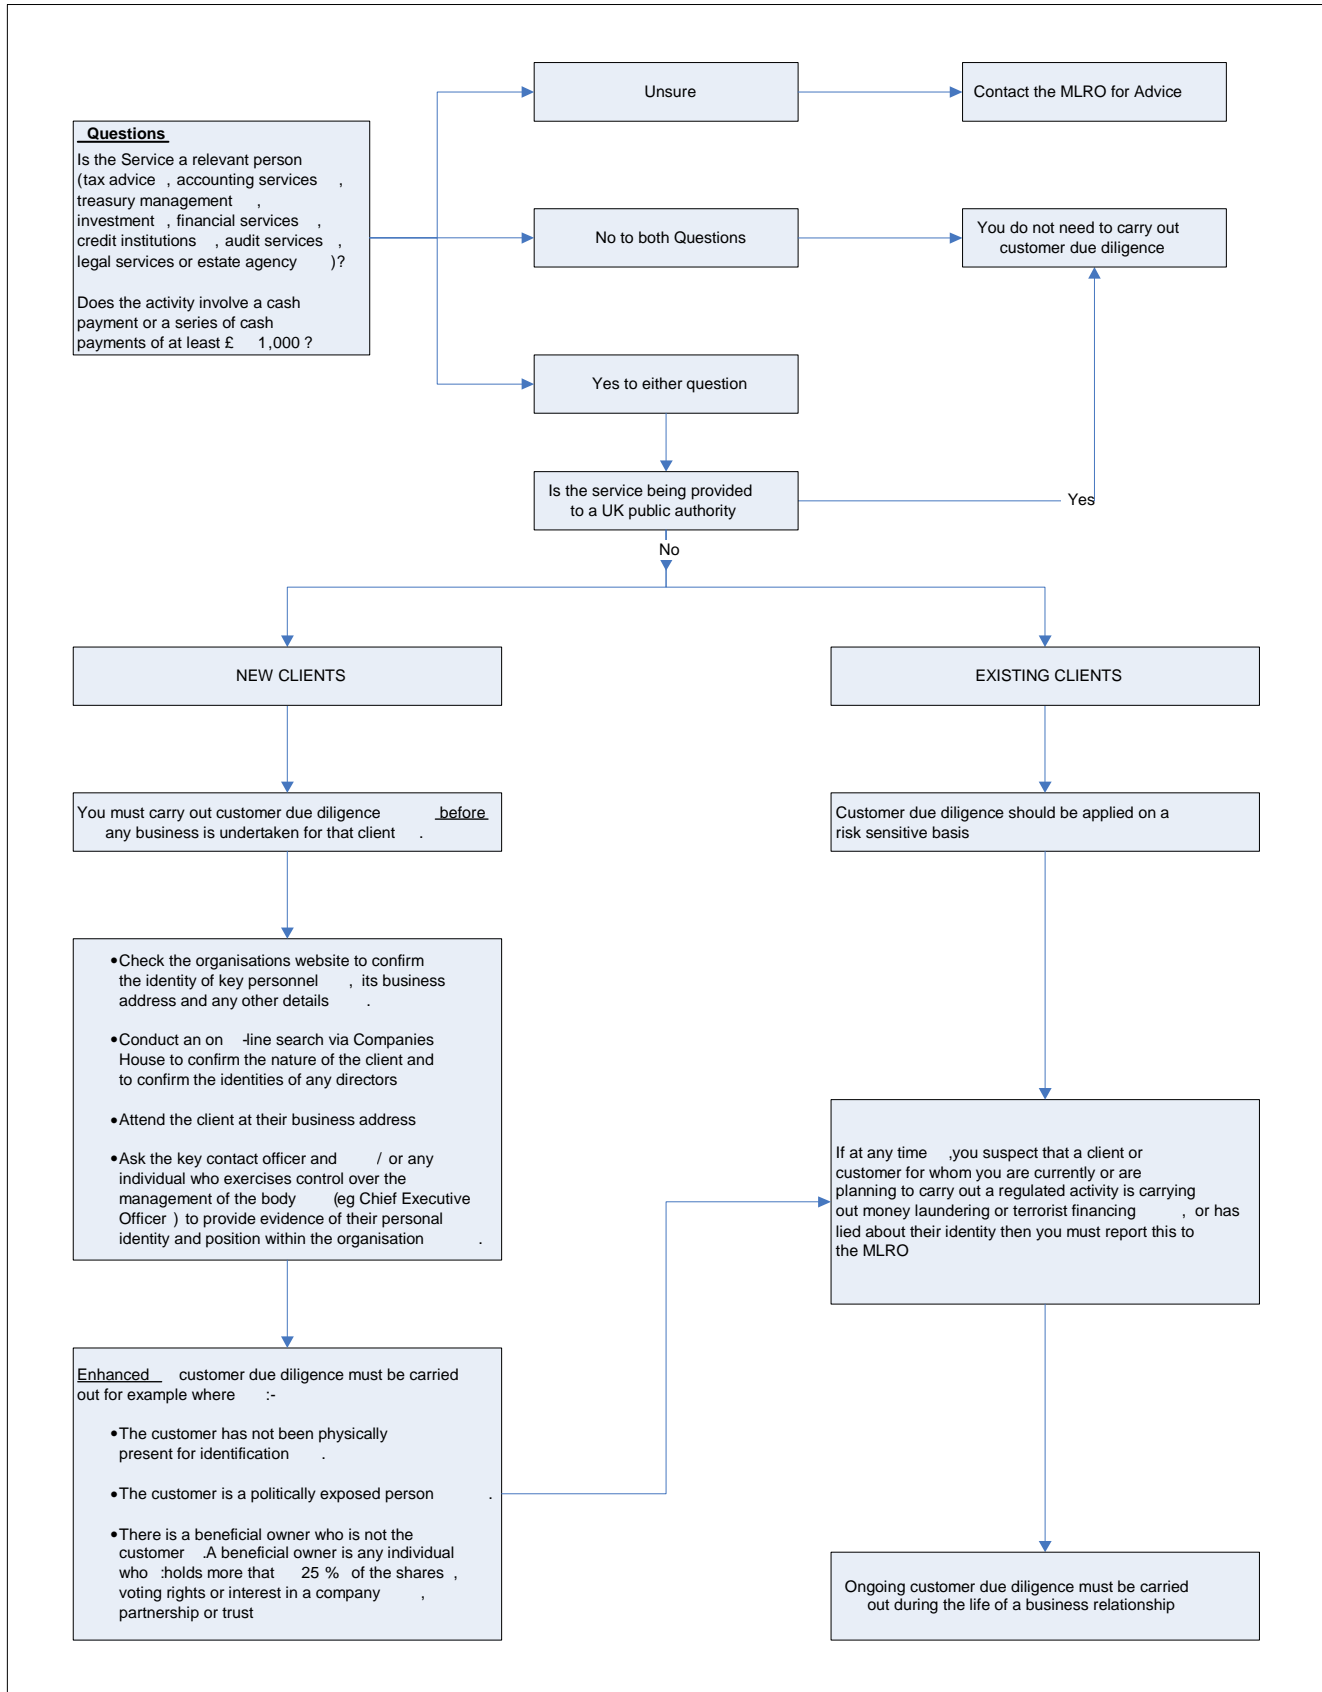 Unsure
Contact the MLRO for Advice
Questions
Is the Service a relevant person
(tax advice , accounting services ,
treasury management ,
investment , financial services ,
credit institutions , audit services ,
legal services or estate agency )?
Does the activity involve a cash
payment or a series of cash
payments of at least £ 1,000 ?
No to both Questions
You do not need to carry out
customer due diligence
Yes to either question
Is the service being provided
to a UK public authority
Yes
No
NEW CLIENTS
EXISTING CLIENTS
You must carry out customer due diligence before
any business is undertaken for that client .
Customer due diligence should be applied on a
risk sensitive basis
•Check the organisations website to confirm
the identity of key personnel , its business
address and any other details .
•Conduct an on -line search via Companies
House to confirm the nature of the client and
to confirm the identities of any directors
•Attend the client at their business address
•Ask the key contact officer and / or any
individual who exercises control over the
management of the body (eg Chief Executive
Officer ) to provide evidence of their personal
identity and position within the organisation .
If at any time ,you suspect that a client or
customer for whom you are currently or are
planning to carry out a regulated activity is carrying
out money laundering or terrorist financing , or has
lied about their identity then you must report this to
the MLRO
Enhanced customer due diligence must be carried
out for example where :-
•The customer has not been physically
present for identification .
•The customer is a politically exposed person .
•There is a beneficial owner who is not the
customer .A beneficial owner is any individual
who :holds more that 25 % of the shares ,
voting rights or interest in a company ,
partnership or trust
Ongoing customer due diligence must be carried
out during the life of a business relationship